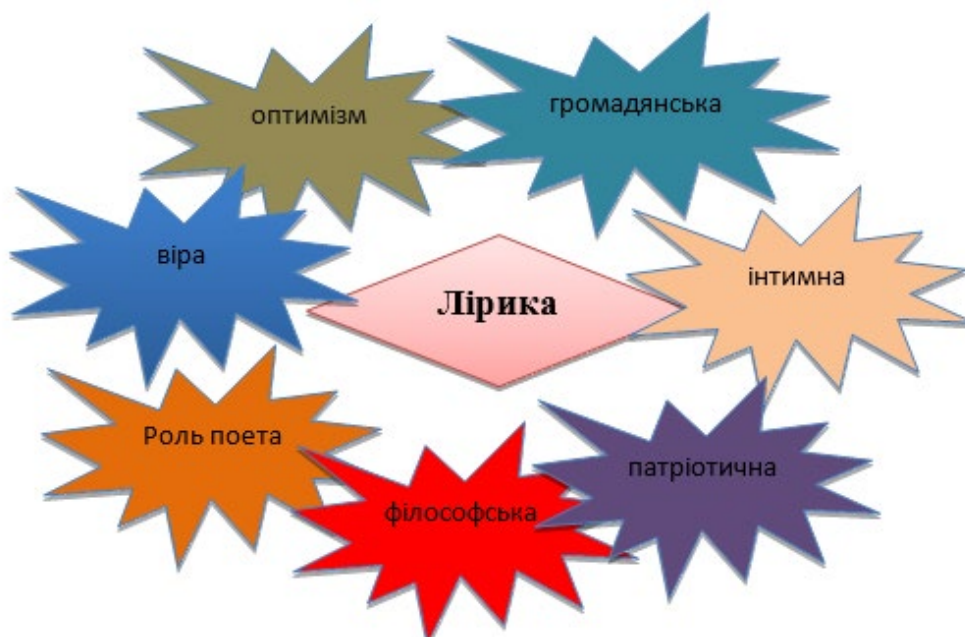 оптимізм
громадянська
віра
Лірика
інтимна
Роль поета
філософська
патріотична